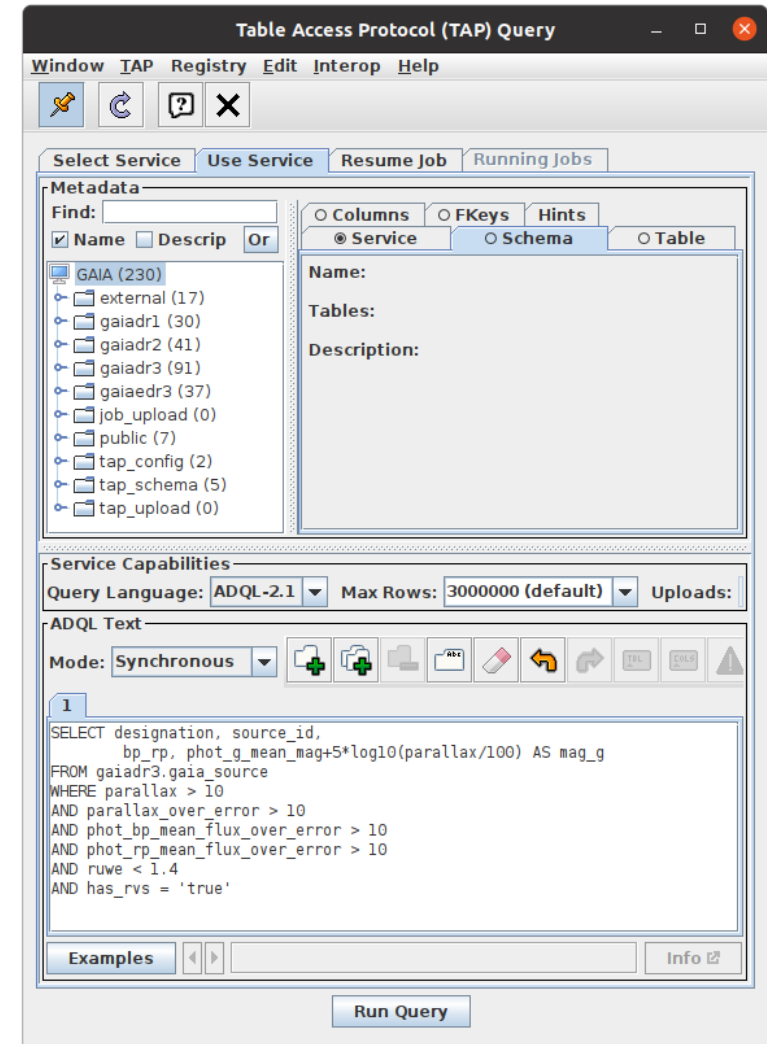 Table Access Protocol (TAP) Query
Window TAP Registry Edit Interop Help
Select Service Use Service Resume Job Running Jobs
Metadata
Find:
Name Descrip Or
GAIA (230)
external (17)
gaiadr1 (30)
gaiadr2 (41)
gaiadr3 (91)
gaiaedr3 (37)
job_upload (0)
public (7)
tap_config (2)
tap_schema (5)
tap_upload (0)
Columns FKeys Hints
Service Schema Table
Name:
Tables:
Description:
Service Capabilities
Query Language: ADQL-2.1 Max Rows: 3000000 (default) Uploads:
ADQL Text
Mode: Synchronous Abc TBL COLS
1
SELECT designation, source_id,
bp_rp, phot_g_mean_mag+5*log10(parallax/100) AS mag_g
FROM gaiadr3.gaia_source
WHERE parallax > 10
AND parallax_over_error > 10
AND phot_bp_mean_flux_over_error > 10
AND phot_rp_mean_flux_over_error > 10
AND ruwe < 1.4
AND has_rvs = 'true'
Examples Info
Run Query